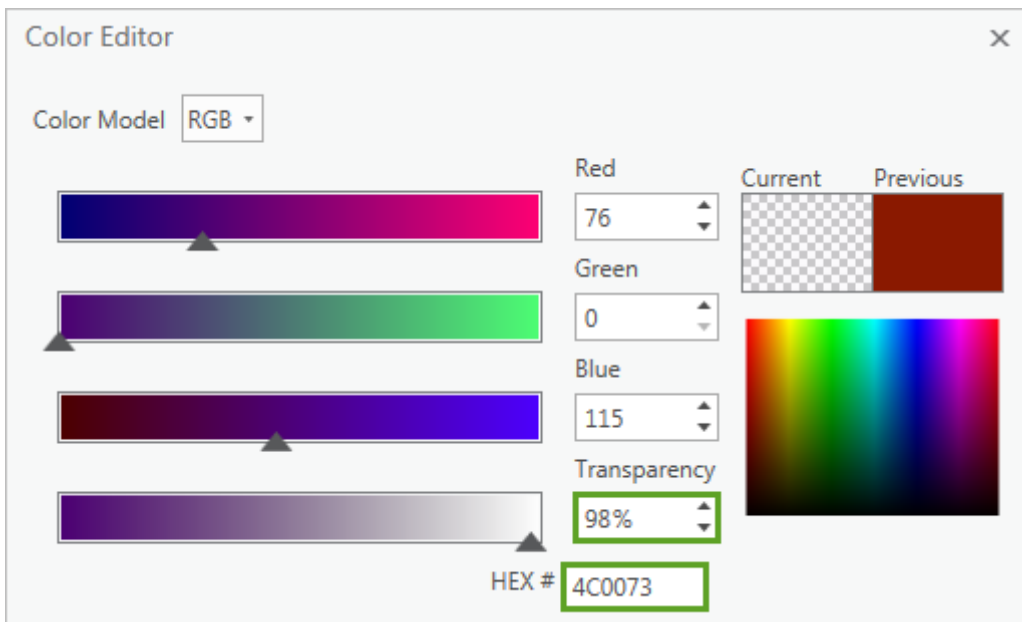 Color Editor
Color Model RGB
Red
76
Current Previous
Green
0
Blue
115
Transparency
98%
HEX # 4C0073